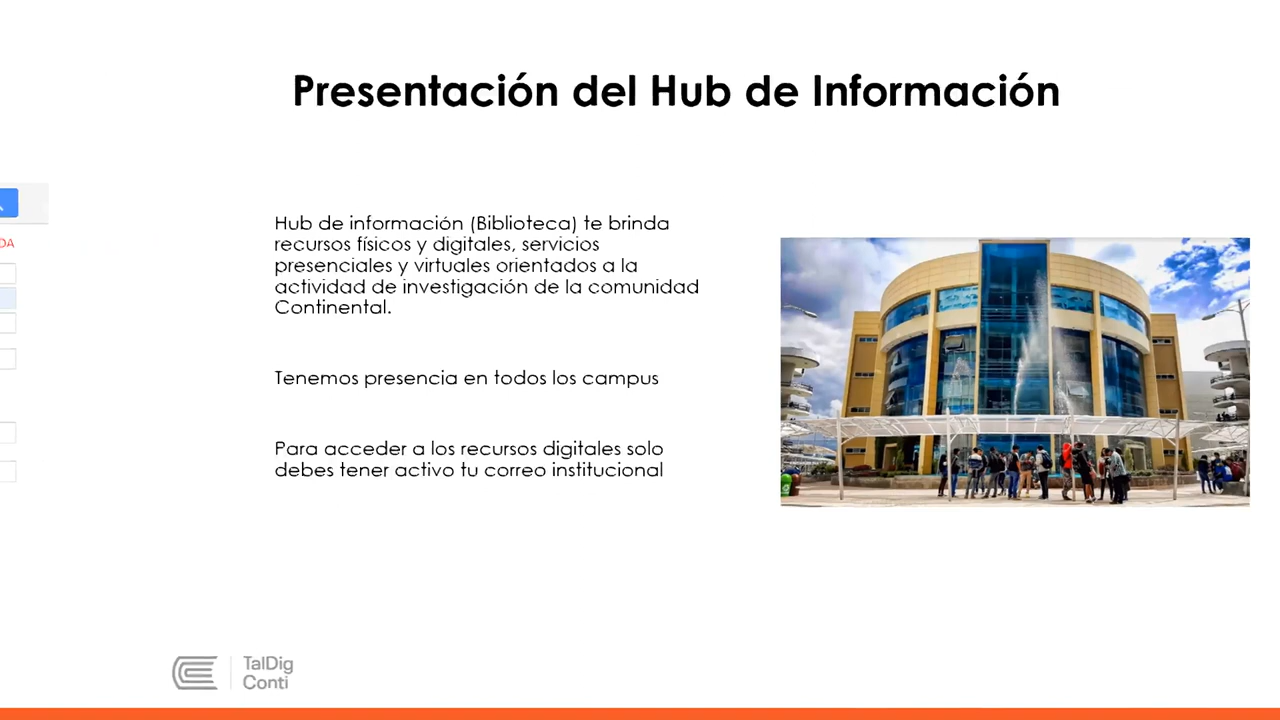 Presentación del Hub de Información
DA
Hub de información (Biblioteca) te brinda
recursos físicos y digitales, servicios
presenciales y virtuales orientados a la
actividad de investigación de la comunidad
Continental.
Tenemos presencia en todos los campus
Para acceder a los recursos digitales solo
debes tener activo tu correo institucional
TalDig
Conti